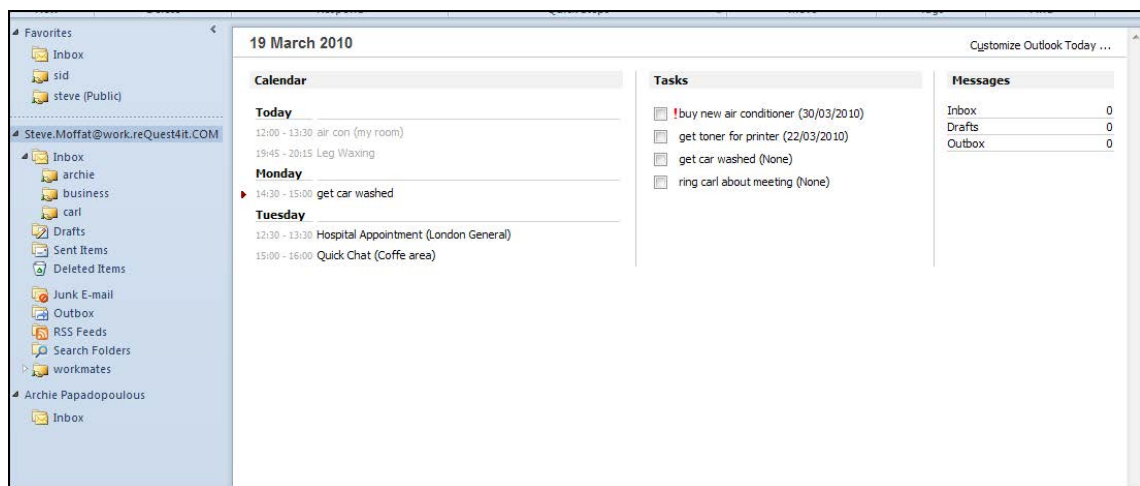 Favorites
Inbox
sid
steve (Public)
Steve.Moffat@work.reQuest4it.COM
Inbox
archie
business
carl
Drafts
Sent Items
Deleted Items
Junk E-mail
Outbox
RSS Feeds
Search Folders
workmates
Archie Papadopoulous
Inbox
19 March 2010
Customize Outlook Today ...
Calendar
Today
12:00 - 13:30 air con (my room)
19:45 - 20:15 Leg Waxing
Monday
14:30 - 15:00 get car washed
Tuesday
12:30 - 13:30 Hospital Appointment (London General)
15:00 - 16:00 Quick Chat (Coffe area)
Tasks
!buy new air conditioner (30/03/2010)
get toner for printer (22/03/2010)
get car washed (None)
ring carl about meeting (None)
Messages
Inbox 0
Drafts 0
Outbox 0